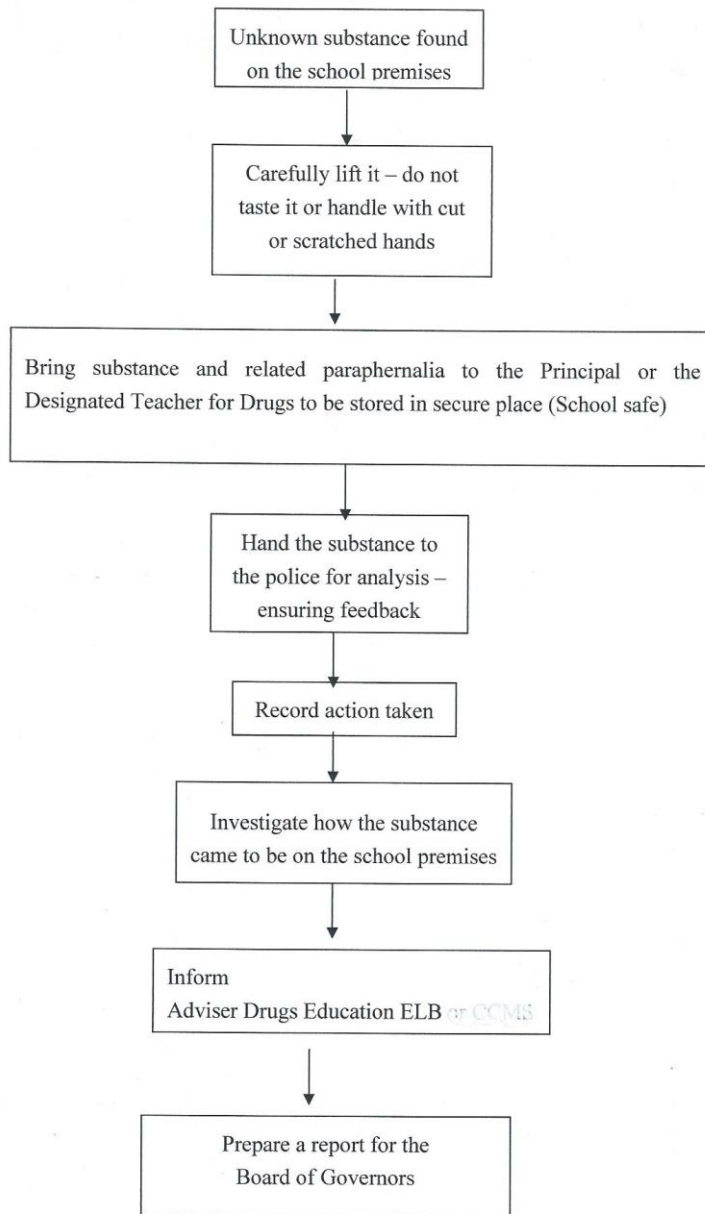 Unknown substance found
on the school premises
Carefully lift it – do not
taste it or handle with cut
or scratched hands
Bring substance and related paraphernalia to the Principal or the
Designated Teacher for Drugs to be stored in secure place (School safe)
Hand the substance to
the police for analysis –
ensuring feedback
Record action taken
Investigate how the substance
came to be on the school premises
Inform
Adviser Drugs Education ELB or CCMS
Prepare a report for the
Board of Governors